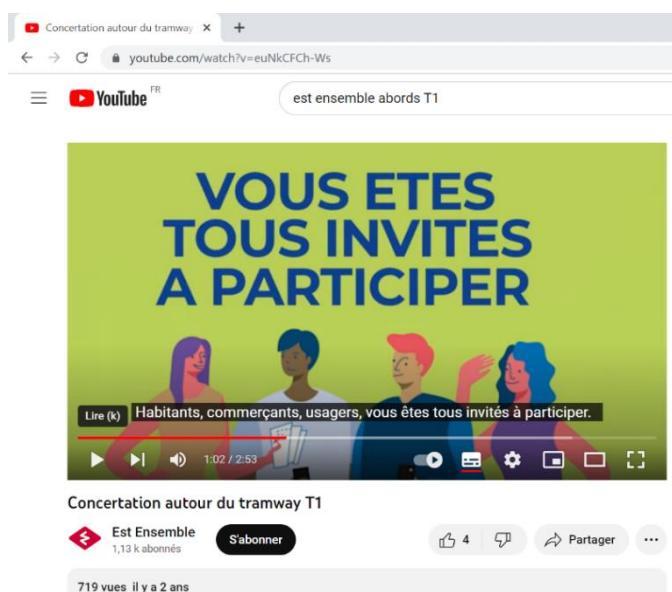 Concertation autour du tramway
youtube.com/watch?v=euNkCFCh-Ws
YouTube FR
est ensemble abords T1
VOUS ETES
TOUS INVITES
A PARTICIPER
Lire (k)
Habitants, commerçants, usagers, vous êtes tous invités à participer.
1:02 / 2:53
Concertation autour du tramway T1
Est Ensemble
1,13 k abonnés
S'abonner
4
Partager
719 vues il y a 2 ans